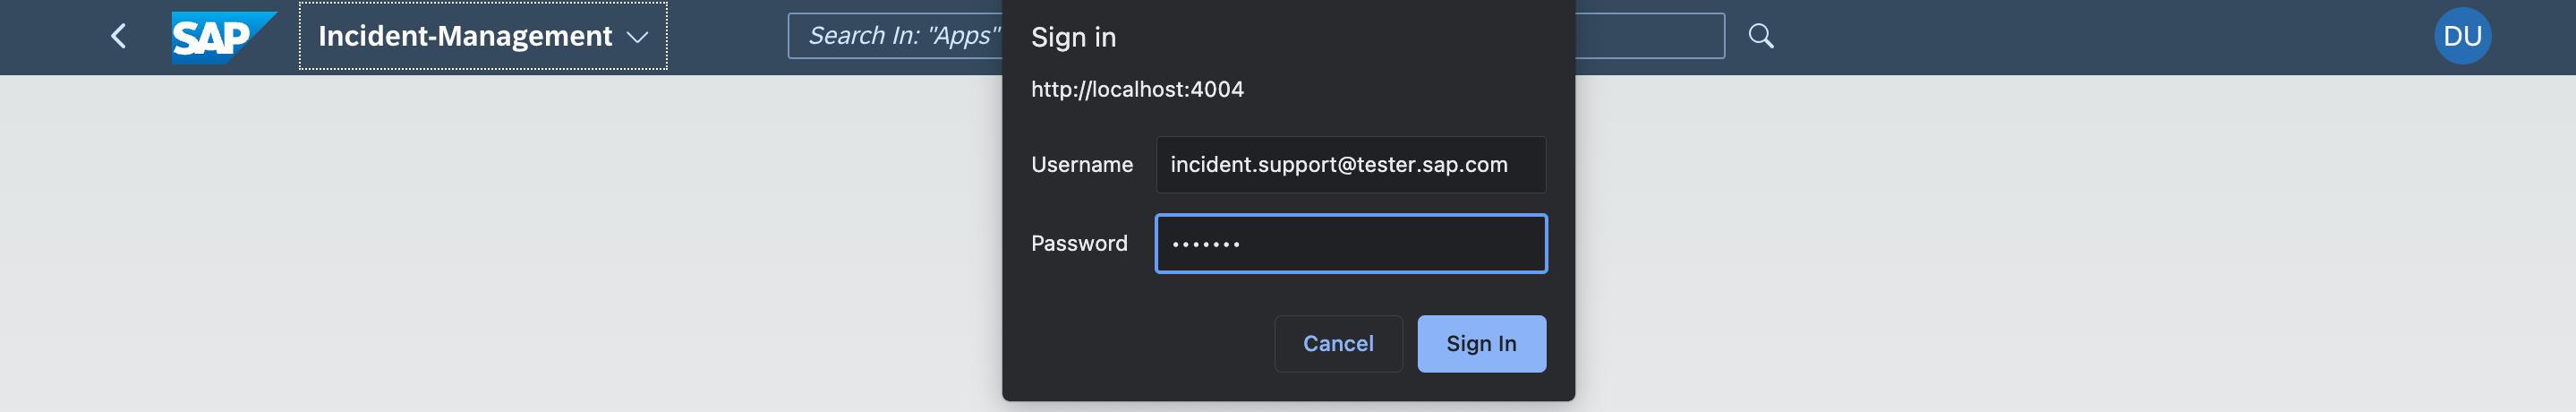 SAP Incident-Management Search In: "Apps" DU
Sign in
http://localhost:4004
Username incident.support@tester.sap.com
Password •••••••
Cancel Sign In